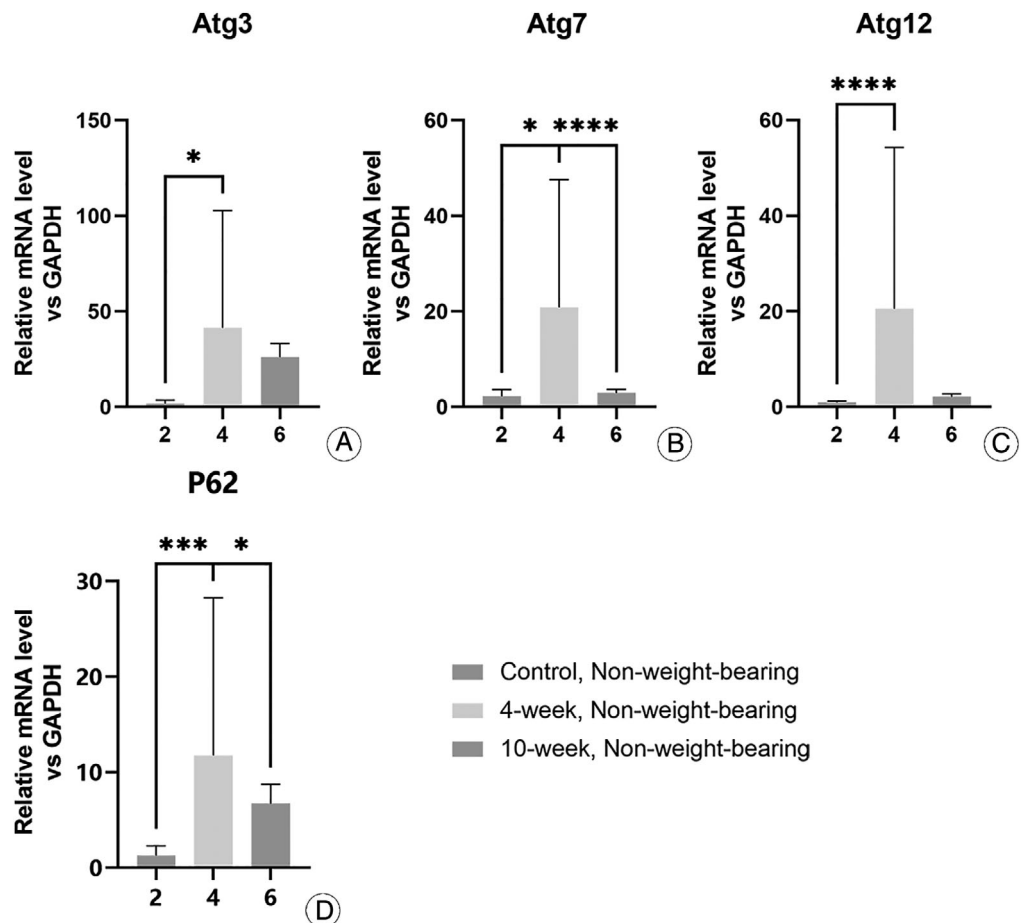 Atg3
Relative mRNA level
vs GAPDH
150
100
50
0
*
2 4 6
A
Atg7
Relative mRNA level
vs GAPDH
60
40
20
0
* ****
2 4 6
B
Atg12
Relative mRNA level
vs GAPDH
60
40
20
0
****
2 4 6
C
P62
Relative mRNA level
vs GAPDH
30
20
10
0
*** *
2 4 6
D
Control, Non-weight-bearing
4-week, Non-weight-bearing
10-week, Non-weight-bearing